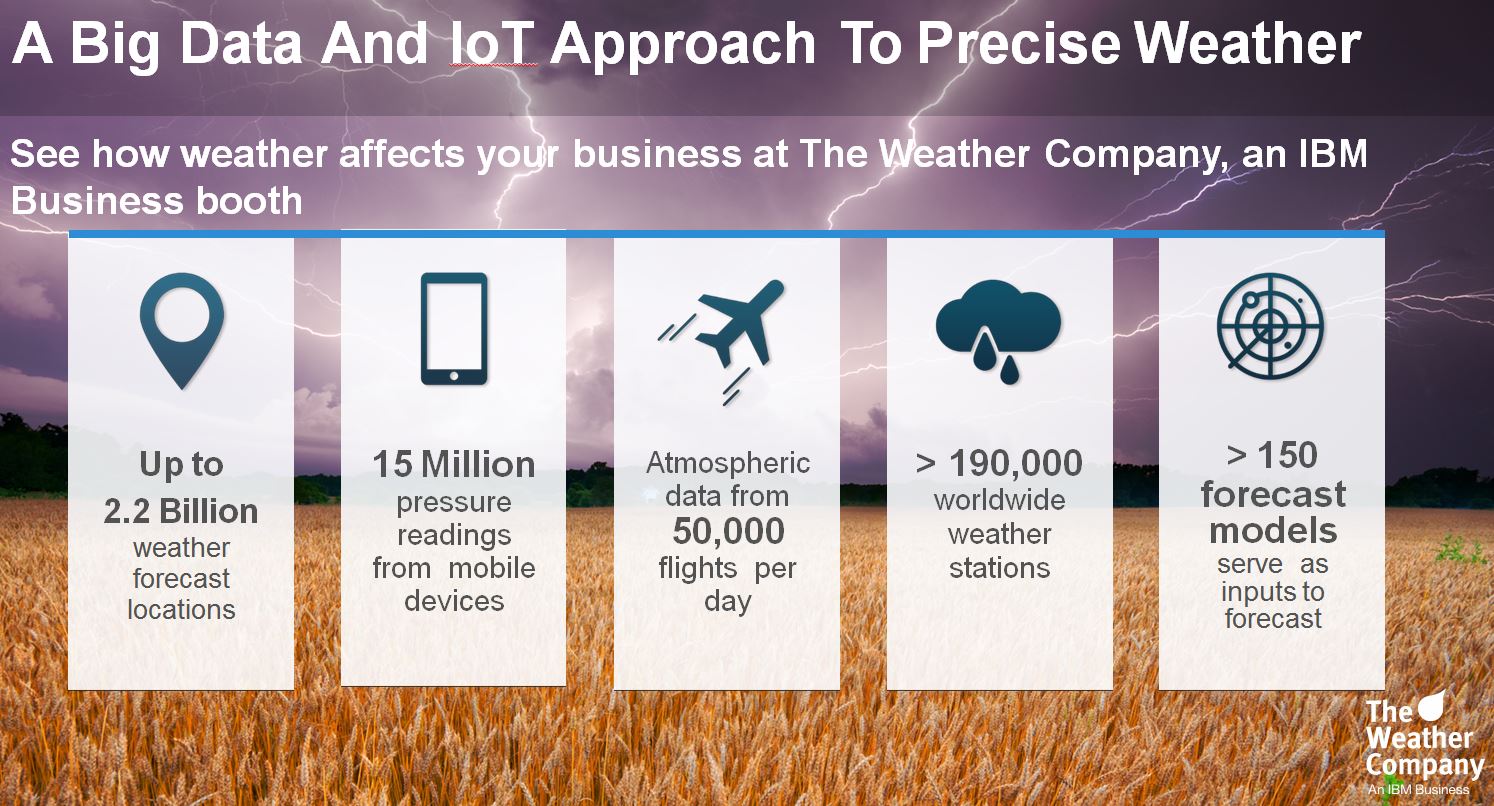 A Big Data And IoT Approach To Precise Weather
See how weather affects your business at The Weather Company, an IBM
Business booth
Up to
2.2 Billion
weather
forecast
locations
15 Million
pressure
readings
from mobile
devices
Atmospheric
data from
50,000
flights per
day
> 190,000
worldwide
weather
stations
> 150
forecast
models
serve as
inputs to
forecast
The
Weather
Company
An IBM Business